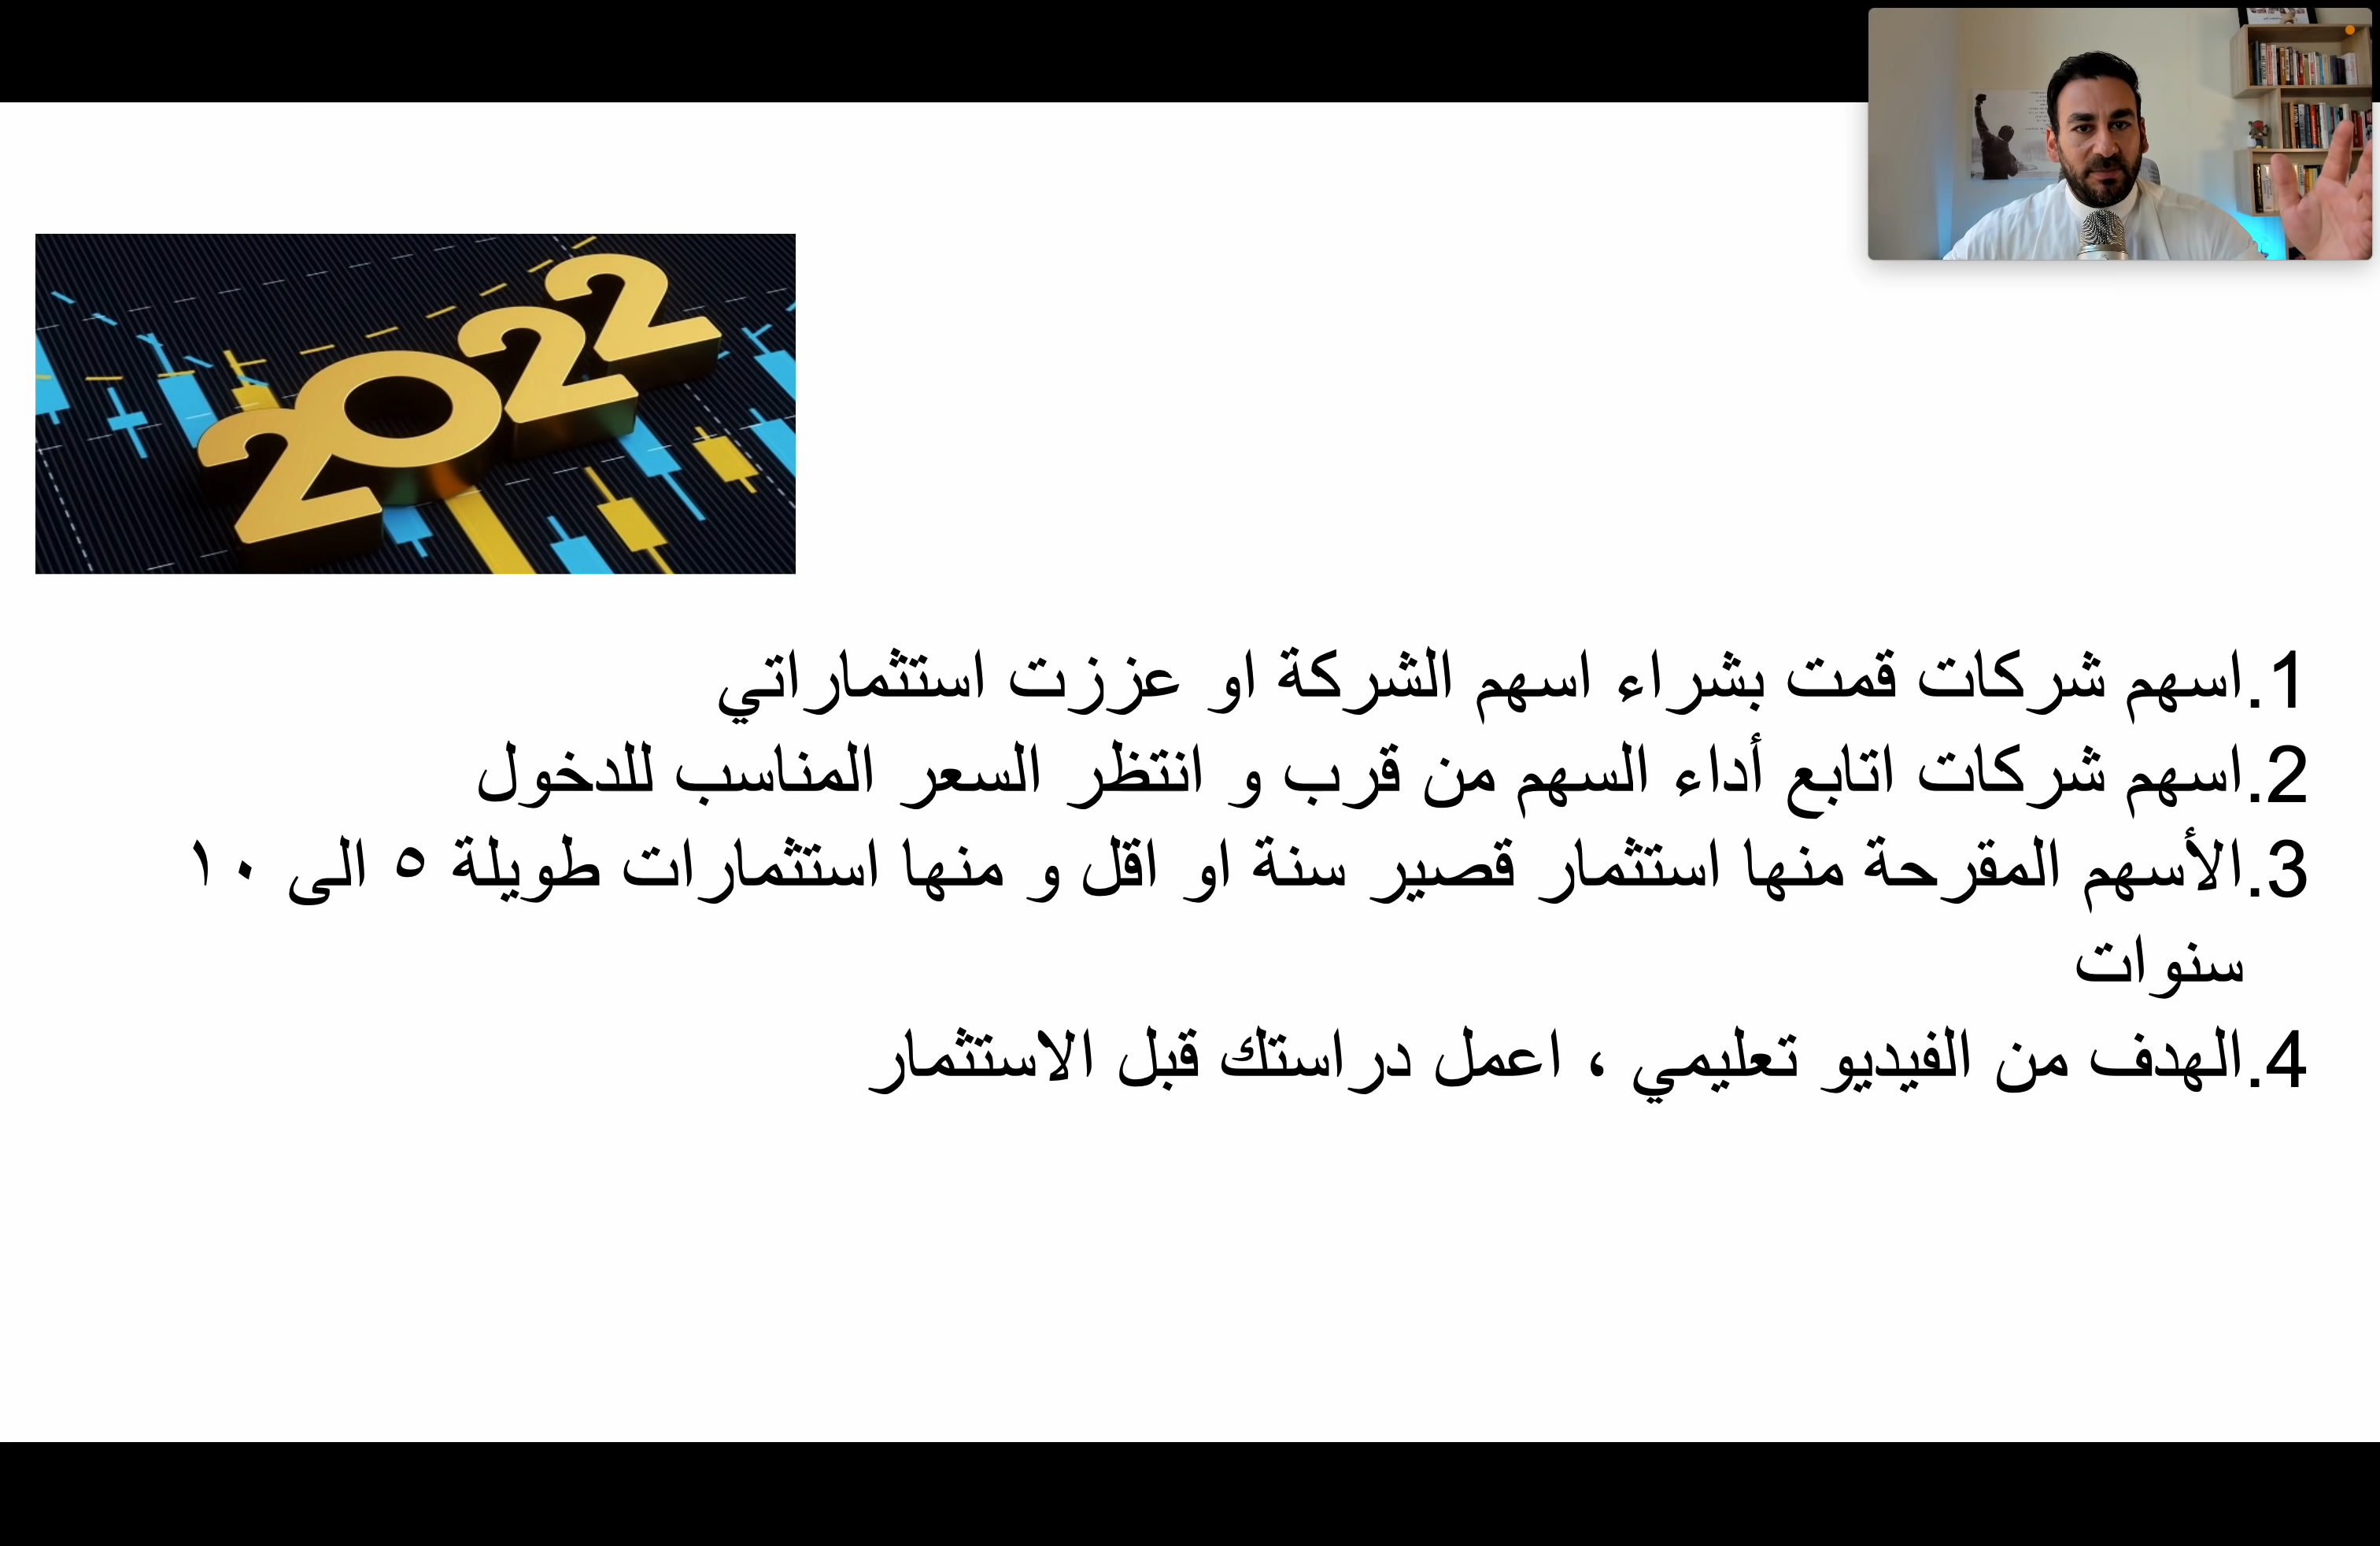 2022
1.اسهم شركات قمت بشراء اسهم الشركة او عززت استثماراتي
2.اسهم شركات اتابع أداء السهم من قرب و انتظر السعر المناسب للدخول
3.الأسهم المقرحة منها استثمار قصير سنة او اقل و منها استثمارات طويلة ٥ الى ١٠
سنوات
4.الهدف من الفيديو تعليمي ، اعمل دراستك قبل الاستثمار